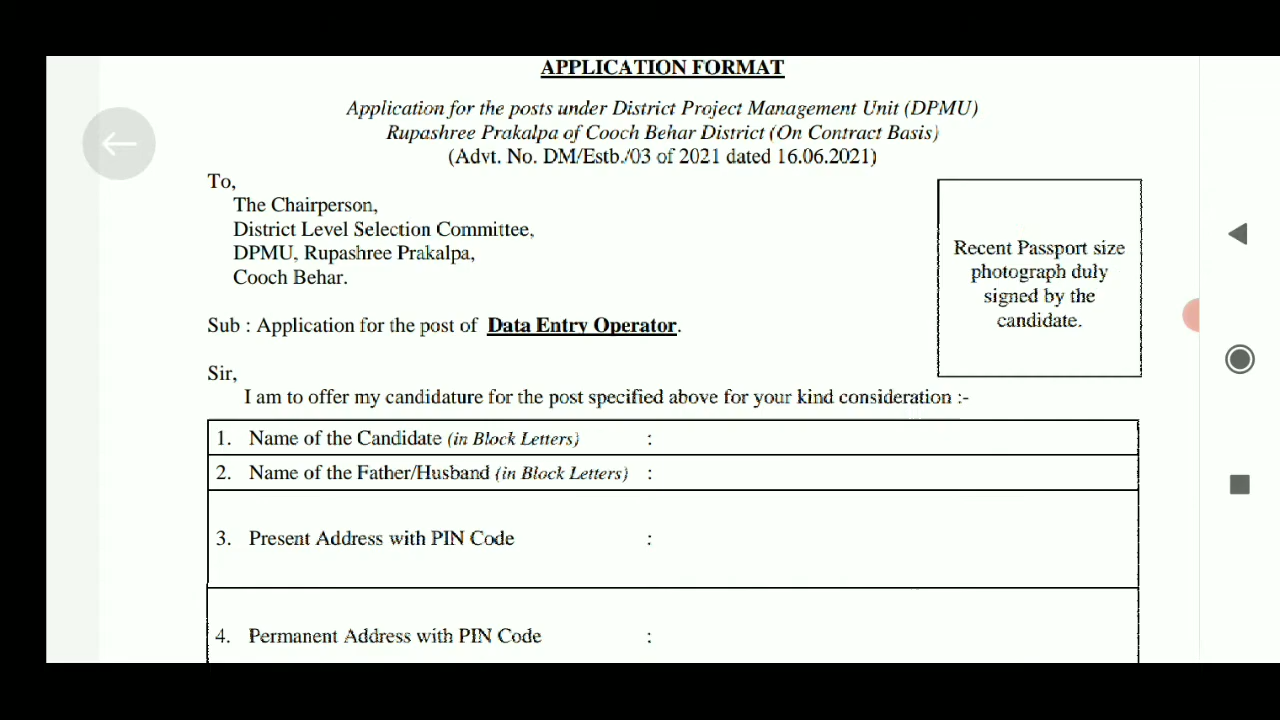 APPLICATION FORMAT
Application for the posts under District Project Management Unit (DPMU)
Rupashree Prakalpa of Cooch Behar District (On Contract Basis)
(Advt. No. DM/Estb./03 of 2021 dated 16.06.2021)
To,
The Chairperson,
District Level Selection Committee,
DPMU, Rupashree Prakalpa,
Cooch Behar.
Recent Passport size
photograph duly
signed by the
candidate.
Sub : Application for the post of Data Entry Operator.
Sir,
I am to offer my candidature for the post specified above for your kind consideration :-
1. Name of the Candidate (in Block Letters) :
2. Name of the Father/Husband (in Block Letters) :
3. Present Address with PIN Code :
4. Permanent Address with PIN Code :